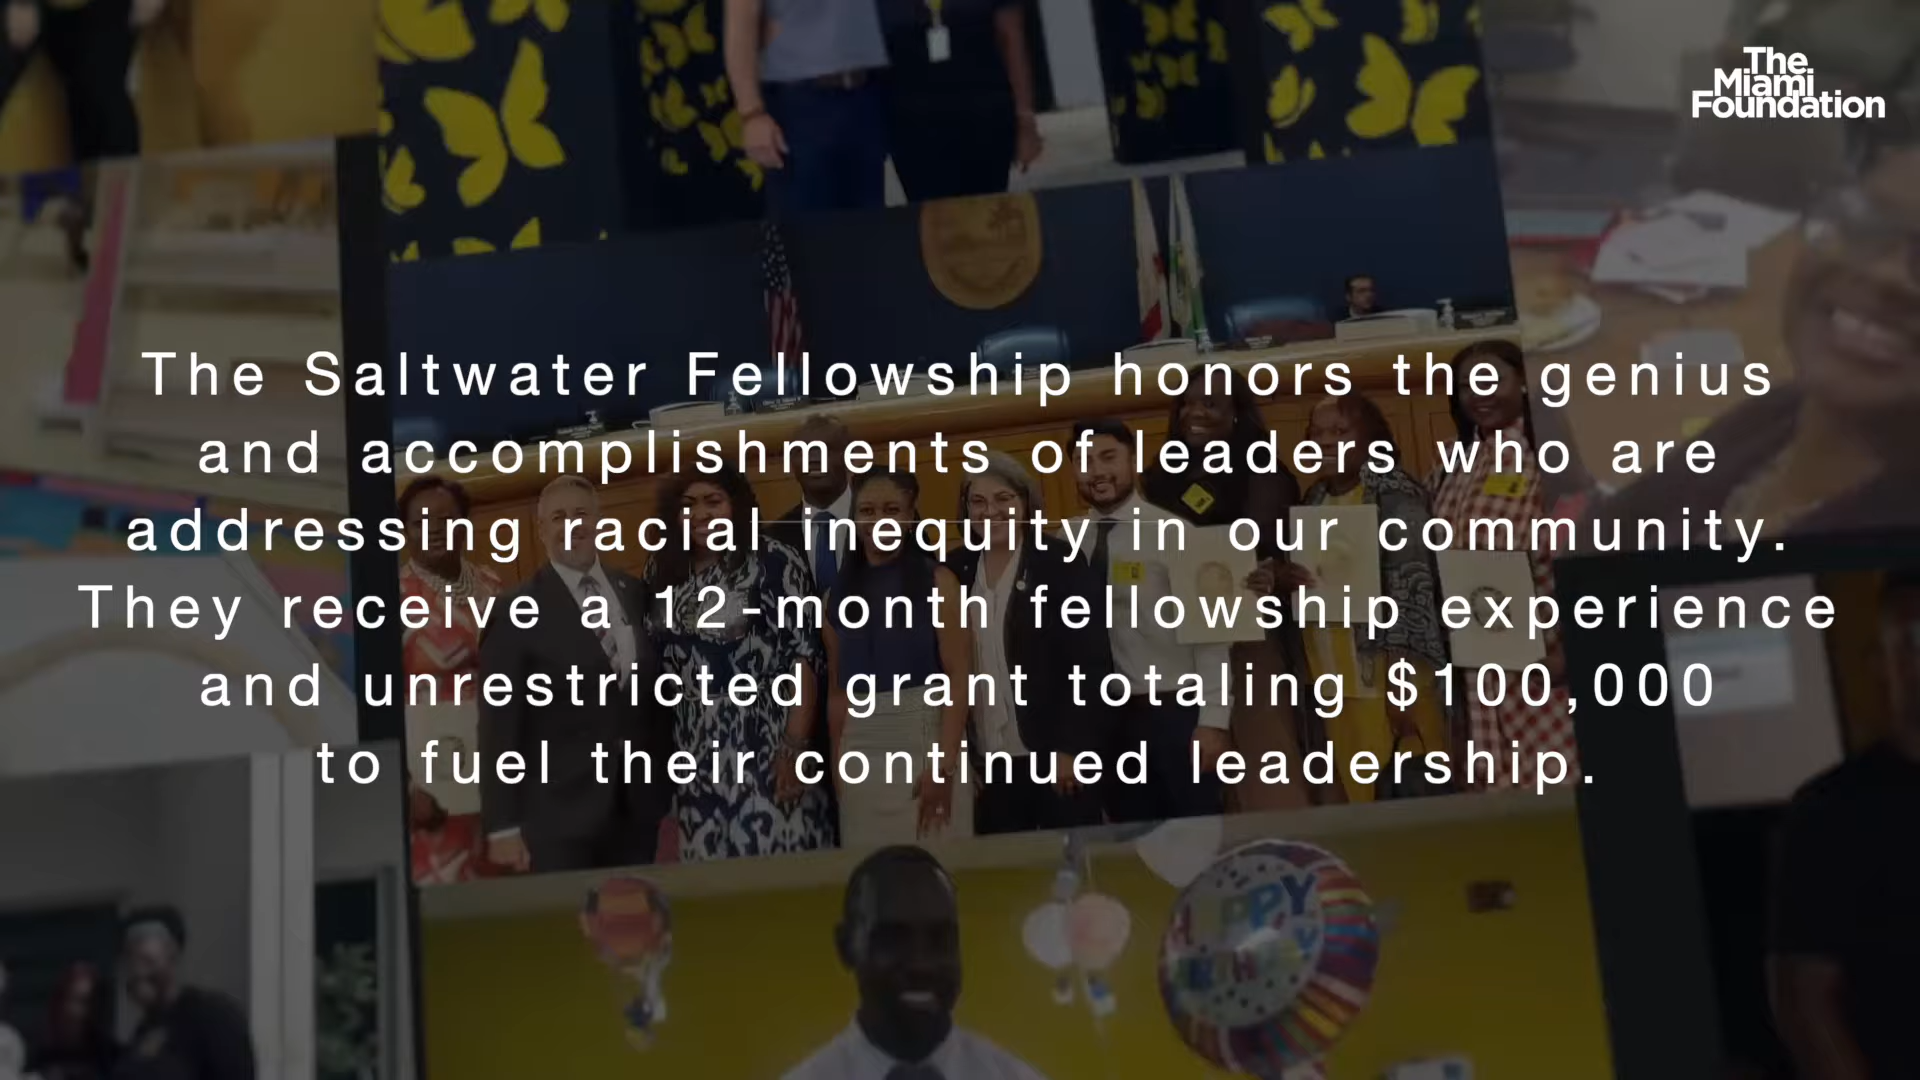 The
Miami
Foundation
The Saltwater Fellowship honors the genius
and accomplishments of leaders who are
addressing racial inequity in our community.
They receive a 12-month fellowship experience
and unrestricted grant totaling $100,000
to fuel their continued leadership.
HAPPY
BIRTHDAY